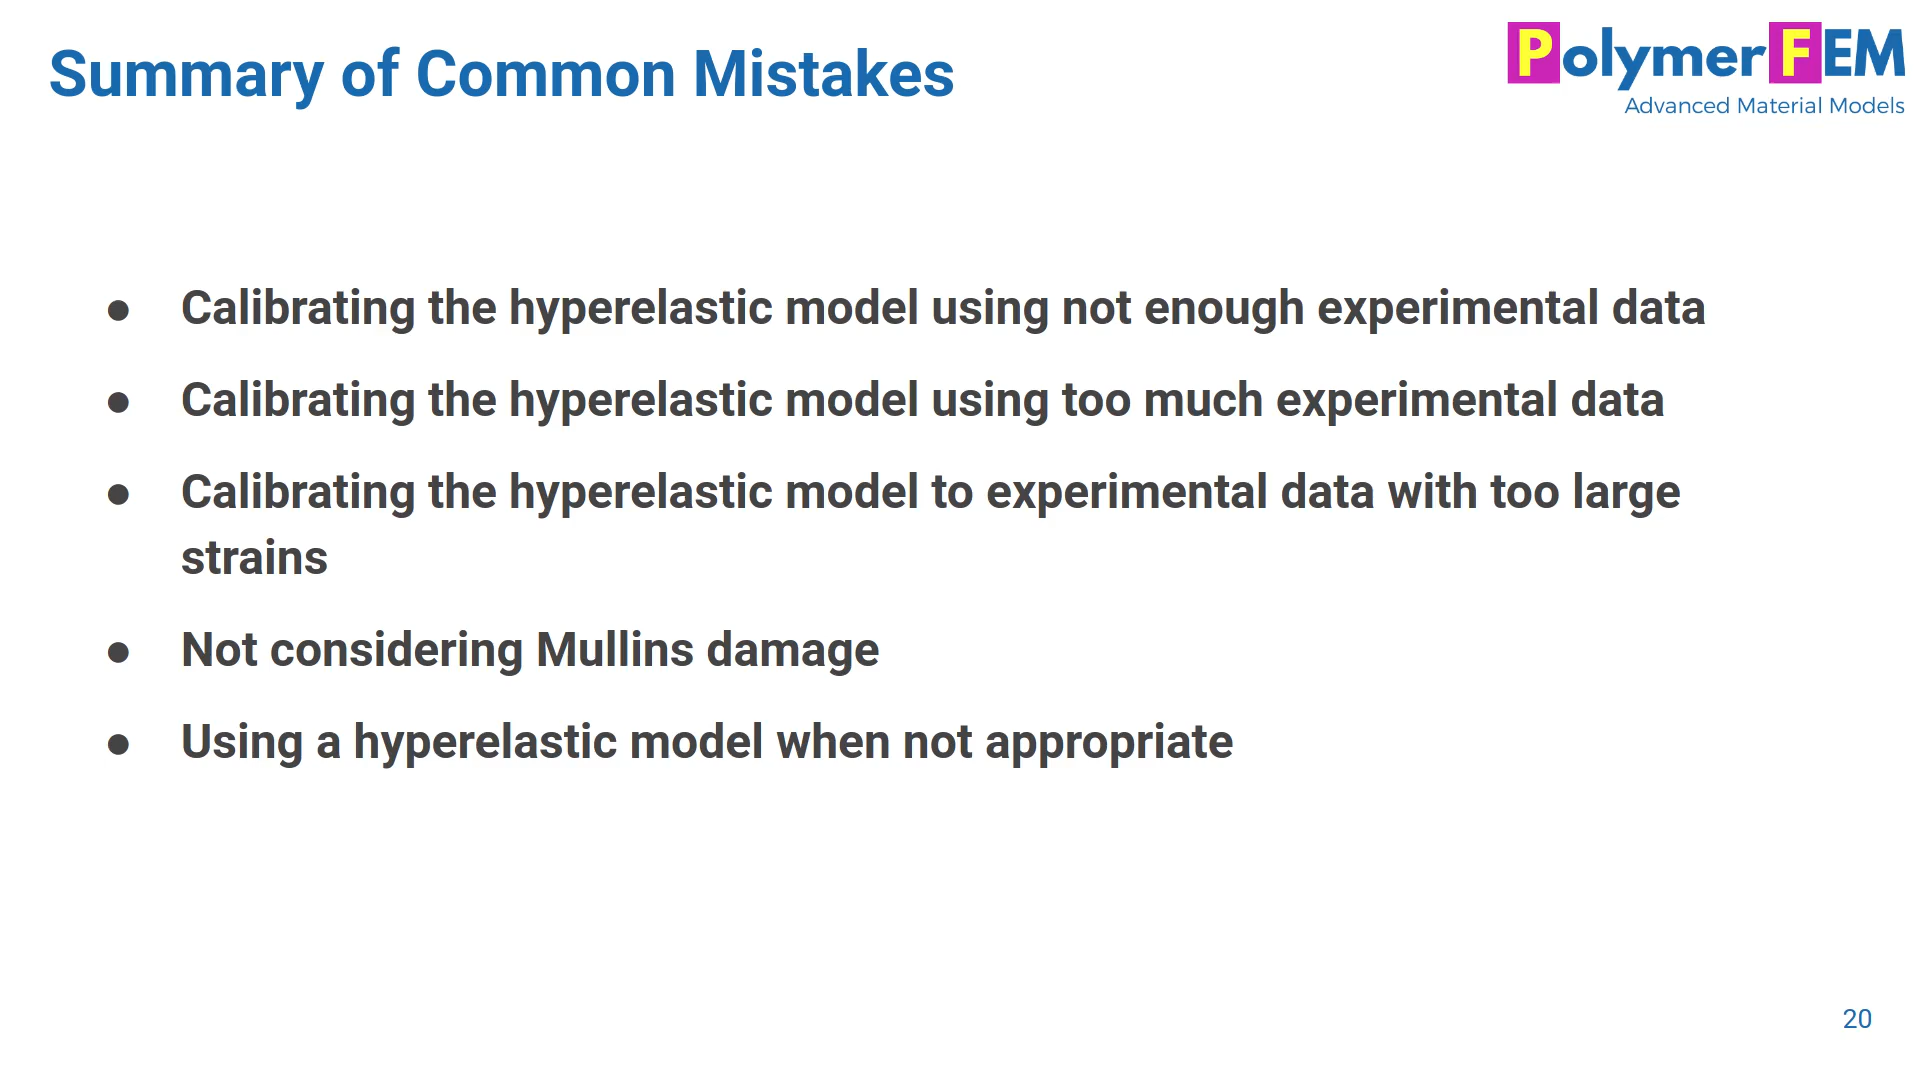 Summary of Common Mistakes
PolymerFEM
Advanced Material Models
● Calibrating the hyperelastic model using not enough experimental data
● Calibrating the hyperelastic model using too much experimental data
● Calibrating the hyperelastic model to experimental data with too large
strains
● Not considering Mullins damage
● Using a hyperelastic model when not appropriate
20